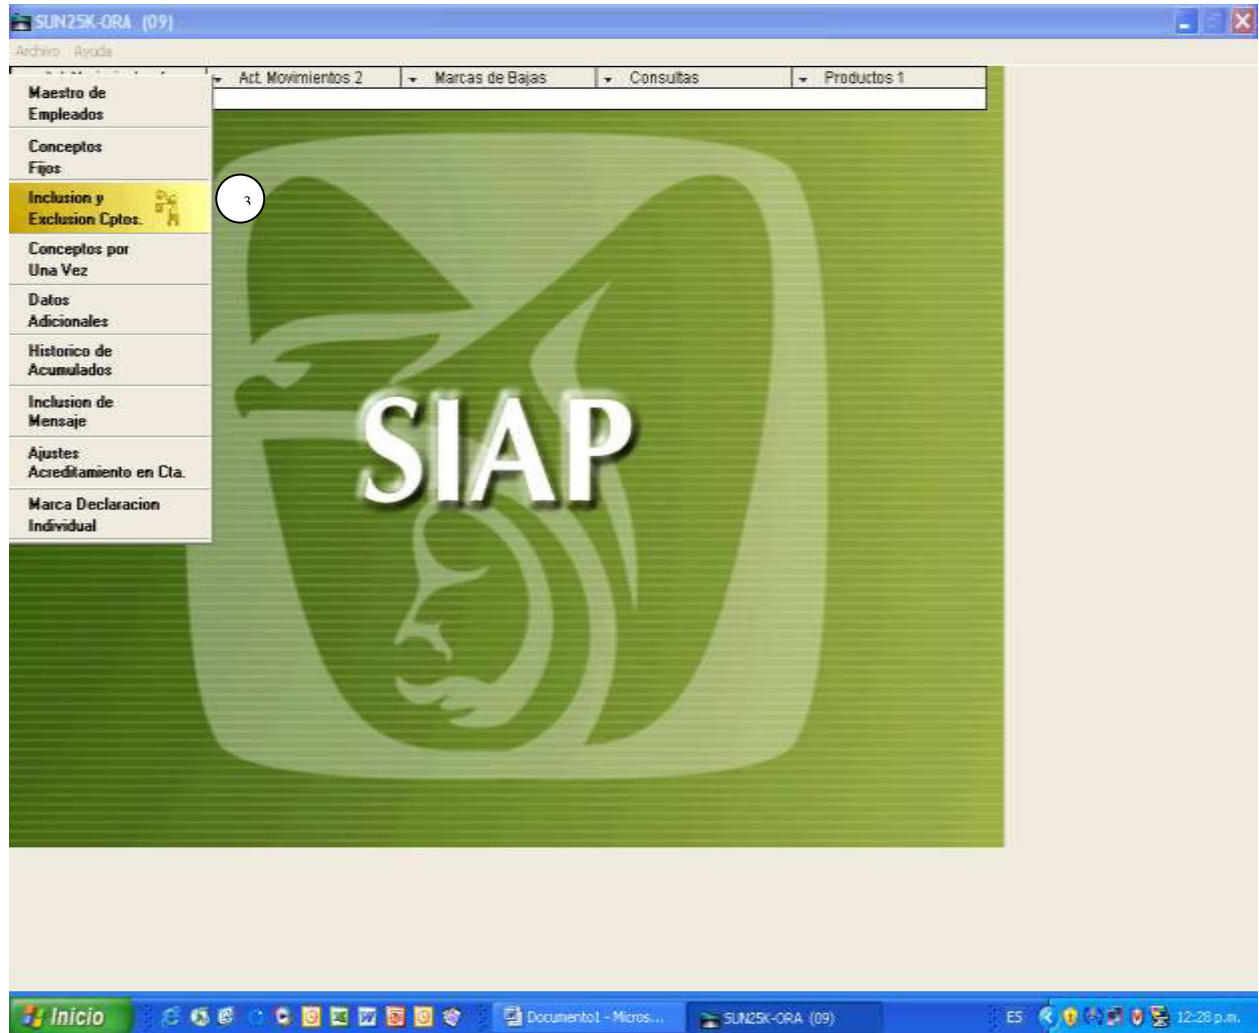 SUN25K-ORA (09)
Archivo Ayuda
Act. Movimientos 2 Marcas de Bajas Consultas Productos 1
Maestro de
Empleados
Conceptos
Fijos
Inclusion y
Exclusion Cptos.
3
Conceptos por
Una Vez
Datos
Adicionales
Historico de
Acumulados
Inclusion de
Mensaje
Ajustes
Acreditamiento en Cta.
Marca Declaracion
Individual
SIAP
Inicio
Documento1 - Micros...
SUN25K-ORA (09)
ES
12:28 p.m.